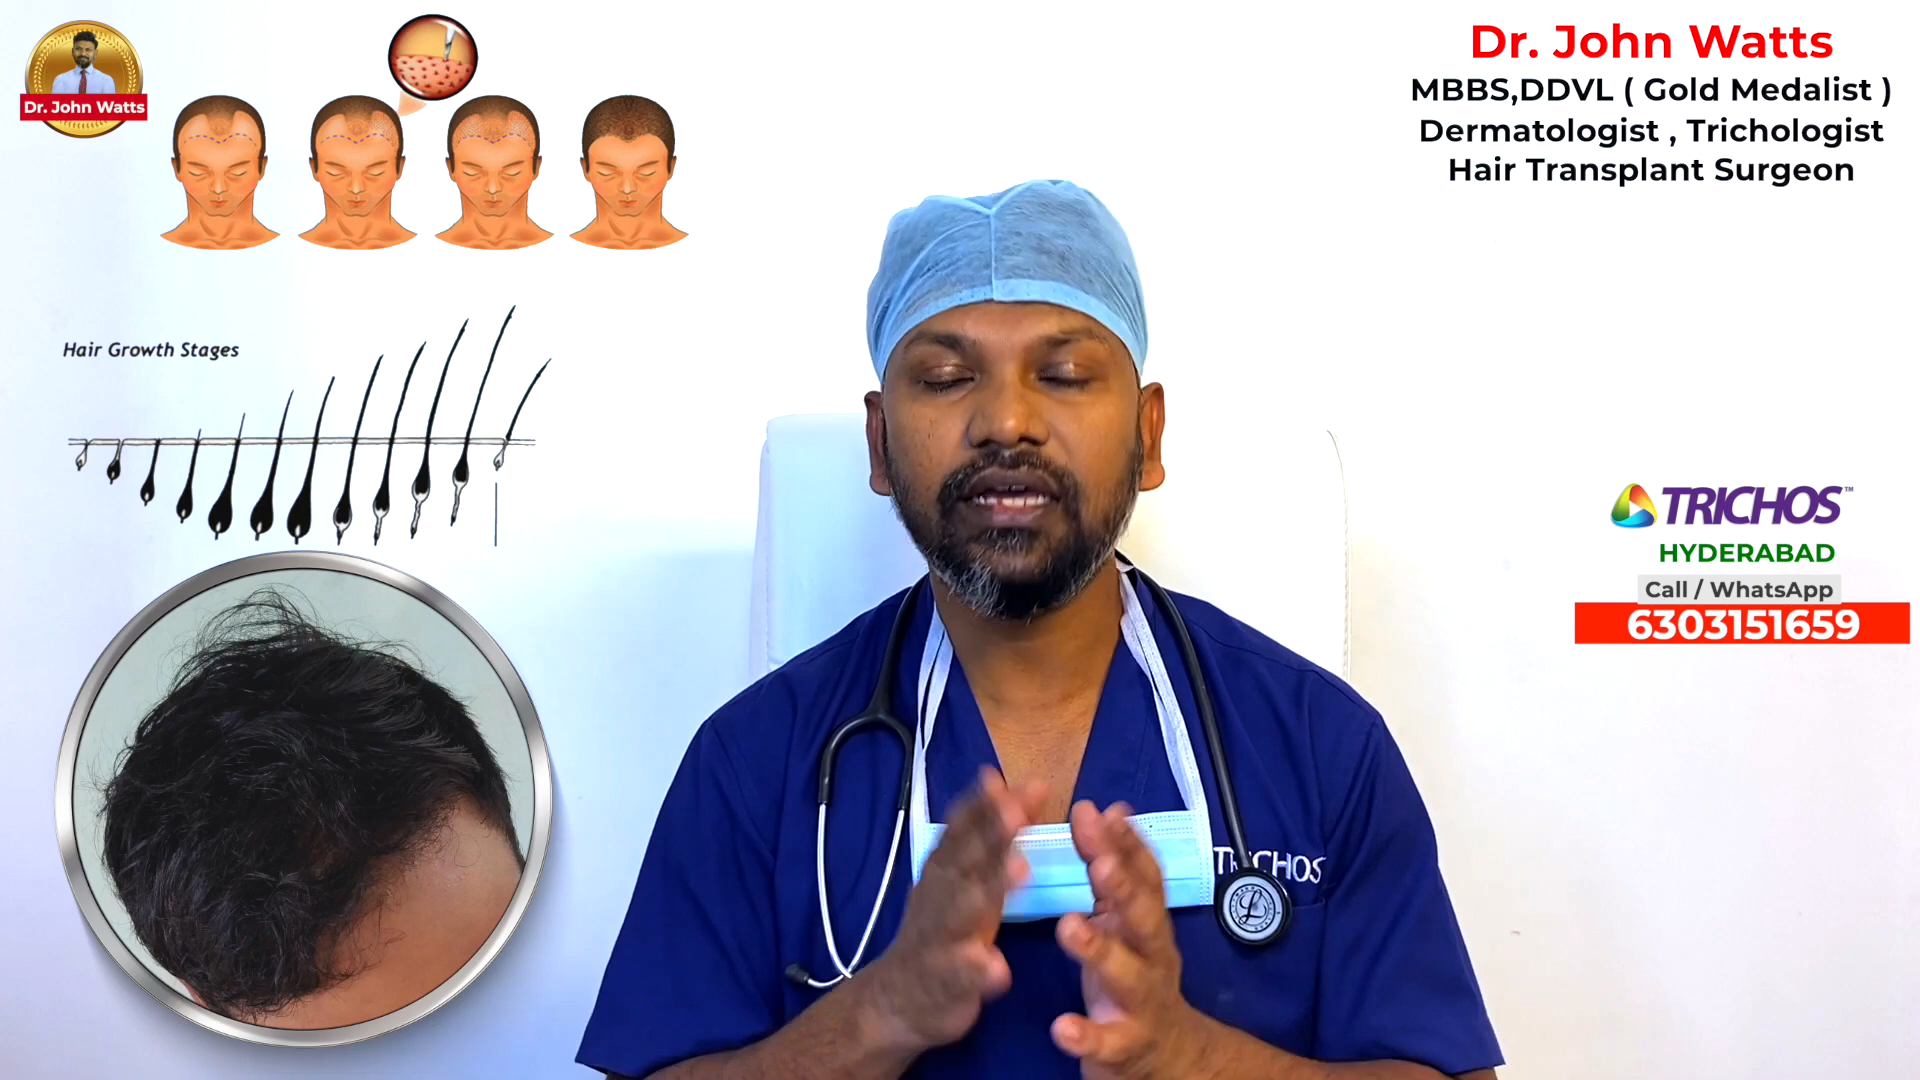 Dr. John Watts
Dr. John Watts
MBBS,DDVL ( Gold Medalist )
Dermatologist , Trichologist
Hair Transplant Surgeon
Hair Growth Stages
TRICHOS™
HYDERABAD
Call / WhatsApp
6303151659
TRICHOS